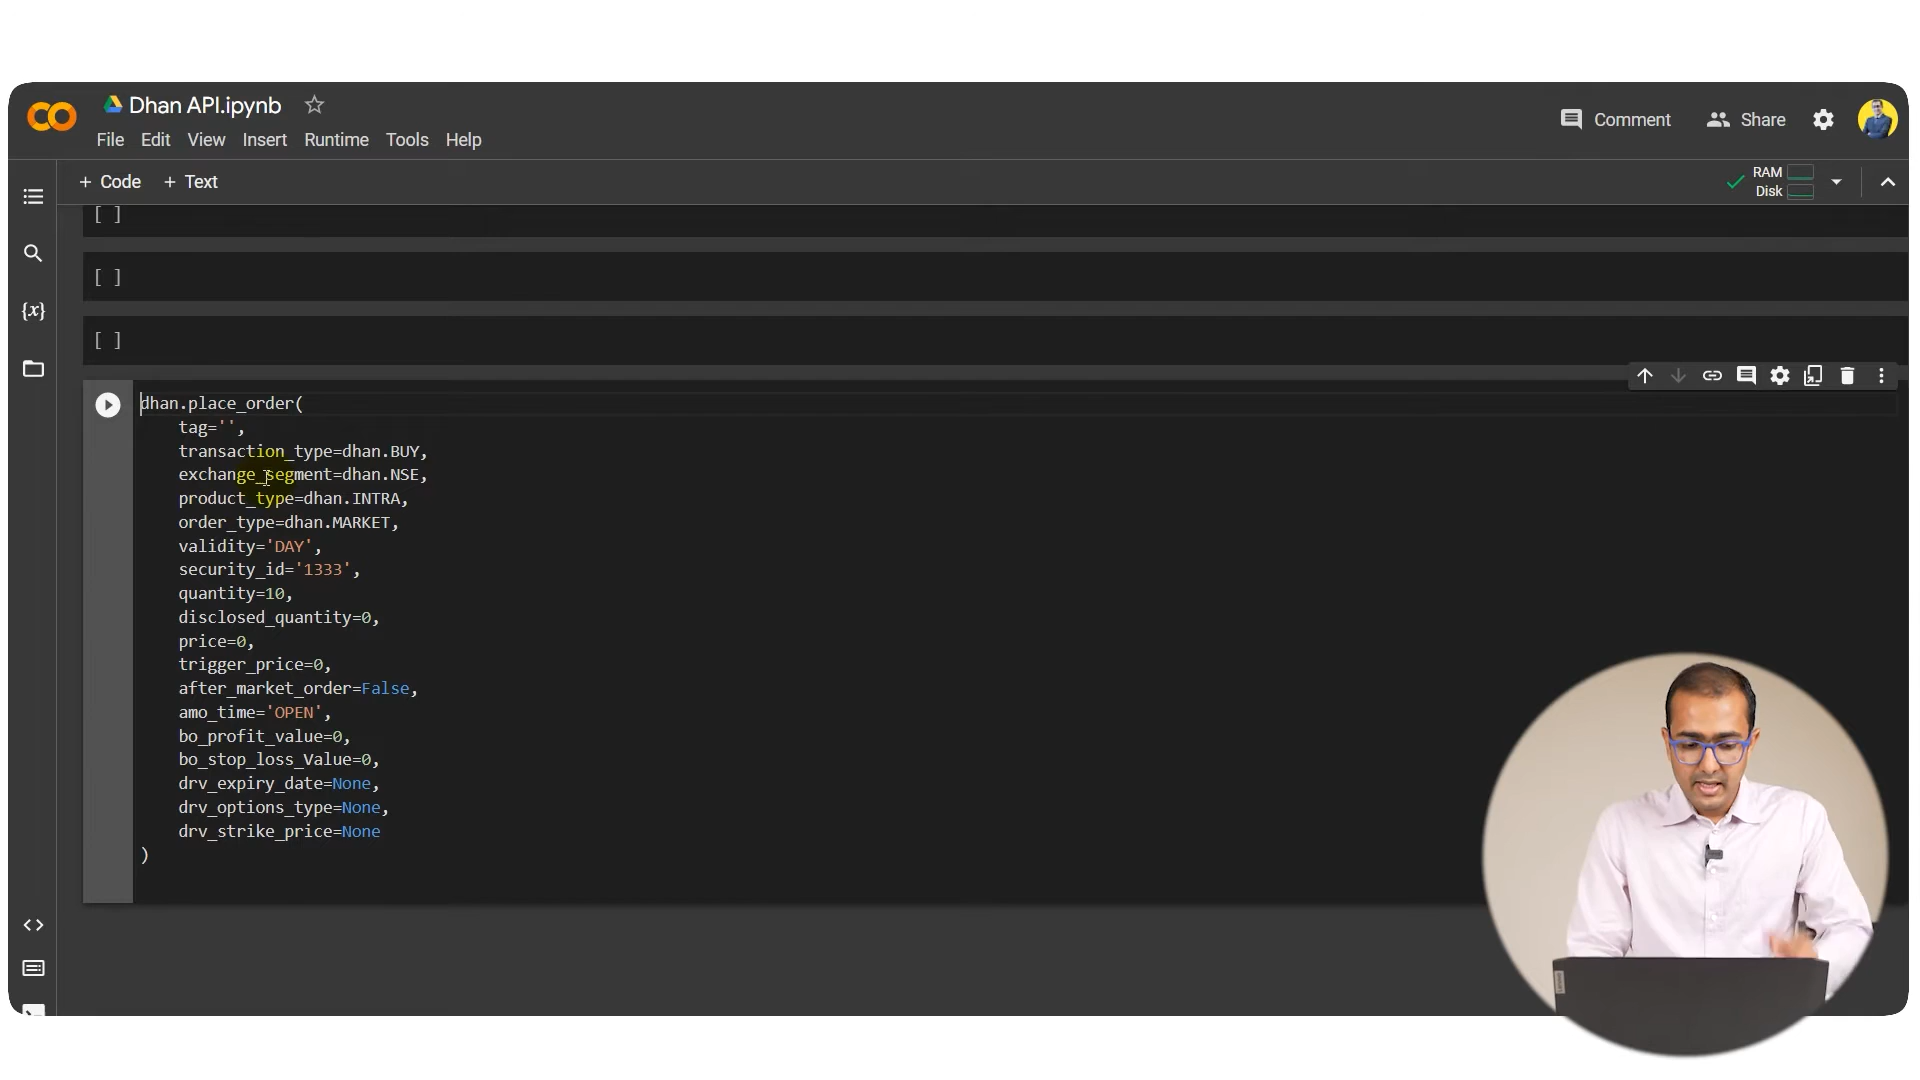 Dhan API.ipynb
Comment
Share
File Edit View Insert Runtime Tools Help
+ Code + Text
RAM
Disk
[ ]
[ ]
[ ]
dhan.place_order(
tag='',
transaction_type=dhan.BUY,
exchange_segment=dhan.NSE,
product_type=dhan.INTRA,
order_type=dhan.MARKET,
validity='DAY',
security_id='1333',
quantity=10,
disclosed_quantity=0,
price=0,
trigger_price=0,
after_market_order=False,
amo_time='OPEN',
bo_profit_value=0,
bo_stop_loss_Value=0,
drv_expiry_date=None,
drv_options_type=None,
drv_strike_price=None
)